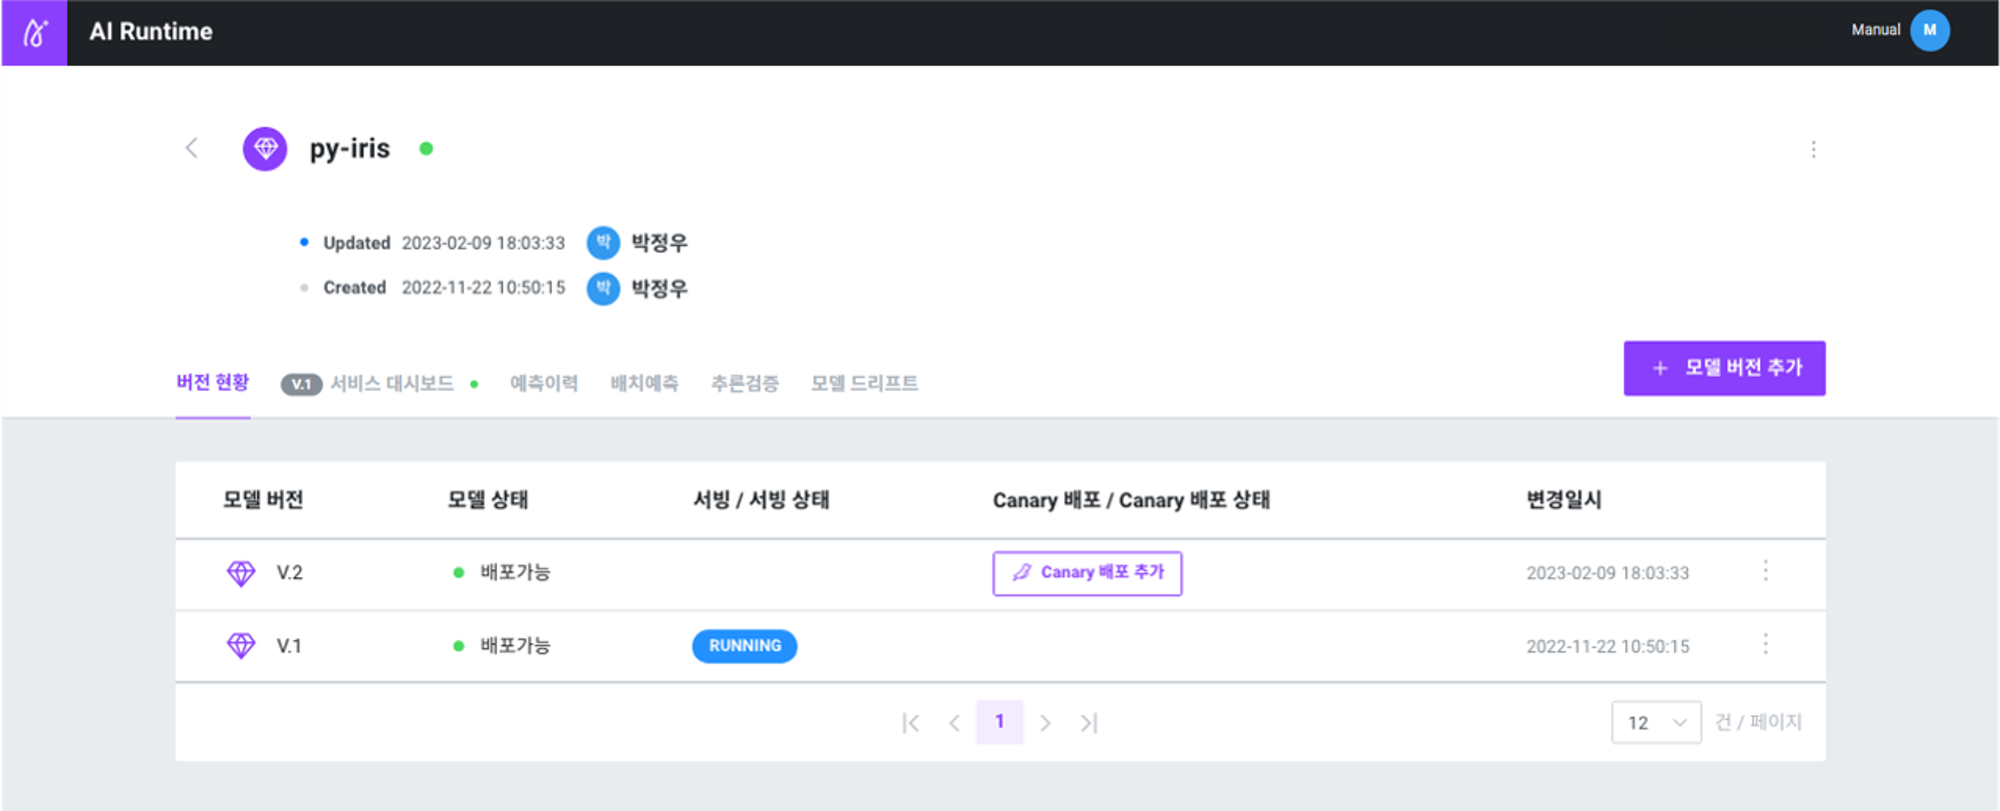 AI Runtime
Manual
M
py-iris
Updated 2023-02-09 18:03:33 박 박정우
Created 2022-11-22 10:50:15 박 박정우
버전 현황 V.1 서비스 대시보드 예측이력 배치예측 추론검증 모델 드리프트
+ 모델 버전 추가
모델 버전 모델 상태 서빙 / 서빙 상태 Canary 배포 / Canary 배포 상태 변경일시
V.2 배포가능 Canary 배포 추가 2023-02-09 18:03:33
V.1 배포가능 RUNNING 2022-11-22 10:50:15
1 12 건 / 페이지